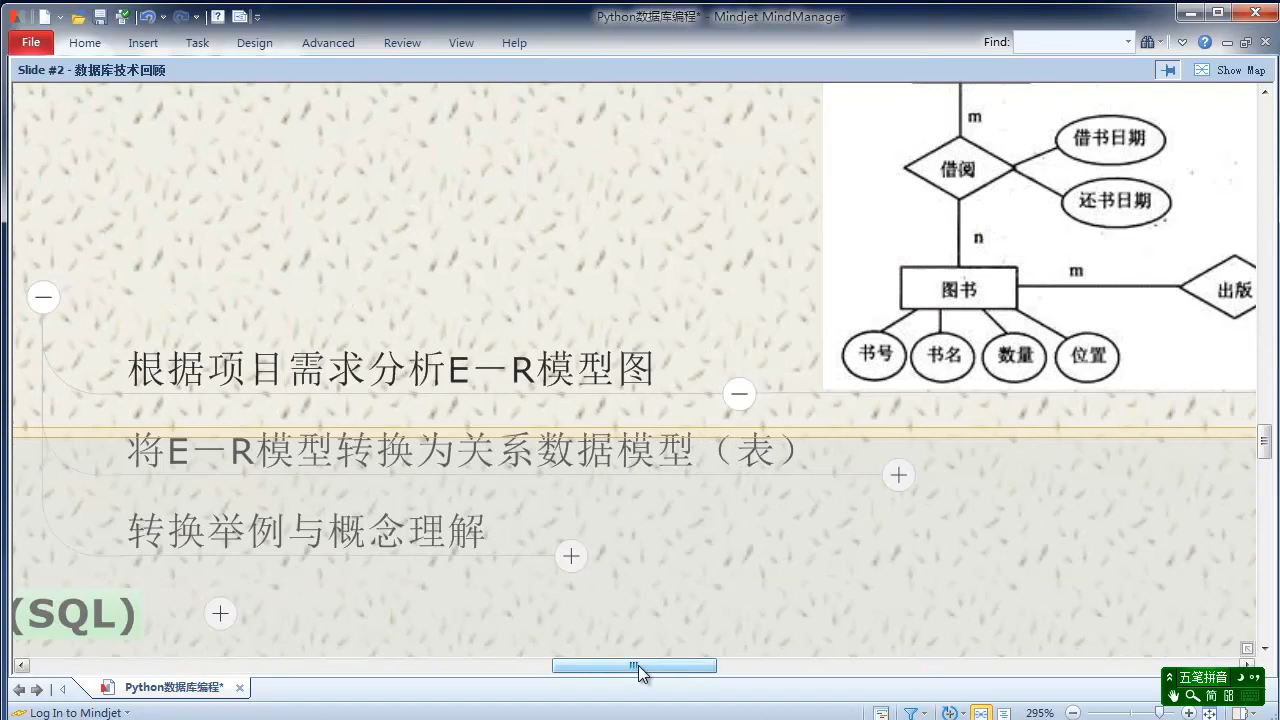 Python数据库编程* - Mindjet MindManager
File Home Insert Task Design Advanced Review View Help Find:
Slide #2 - 数据库技术回顾 Show Map
m
借书日期
借阅
还书日期
n
m
图书
出版
书号 书名 数量 位置
根据项目需求分析E－R模型图
将E－R模型转换为关系数据模型（表）
转换举例与概念理解
(SQL)
五笔拼音
简
Python数据库编程*
Log In to Mindjet 295%